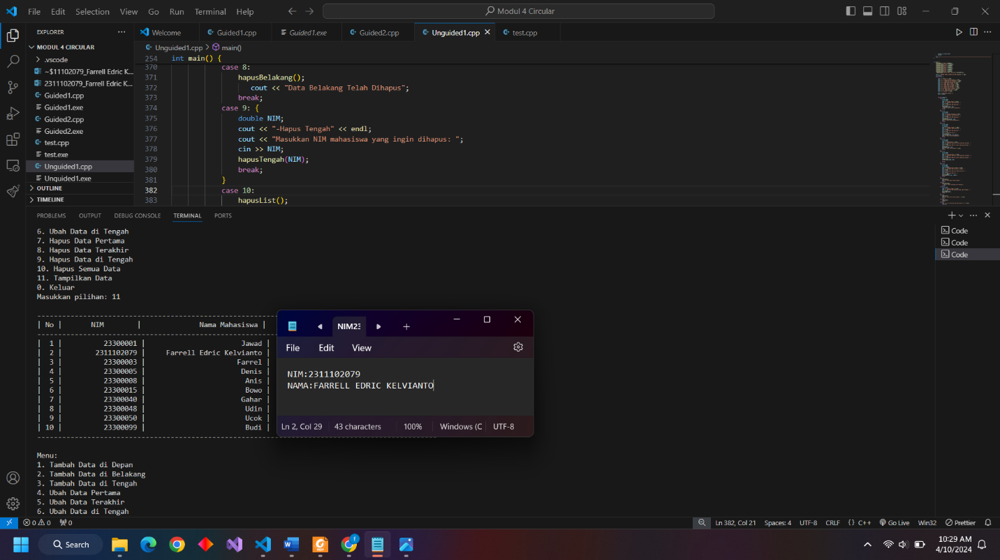 File Edit Selection View Go Run Terminal Help
Modul 4 Circular
EXPLORER
MODUL 4 CIRCULAR
.vscode
~$11102079_Farrell Edric K...
2311102079_Farrell Edric K...
Guided1.cpp
Guided1.exe
Guided2.cpp
Guided2.exe
test.cpp
test.exe
Unguided1.cpp
Unguided1.exe
OUTLINE
TIMELINE
Welcome Guided1.cpp Guided1.exe Guided2.cpp Unguided1.cpp test.cpp
Unguided1.cpp > main()
254 int main() {
370 case 8:
371 hapusBelakang();
372 cout << "Data Belakang Telah Dihapus";
373 break;
374 case 9: {
375 double NIM;
376 cout << "-Hapus Tengah" << endl;
377 cout << "Masukkan NIM mahasiswa yang ingin dihapus: ";
378 cin >> NIM;
379 hapusTengah(NIM);
380 break;
381 }
382 case 10:
383 hapusList();
PROBLEMS OUTPUT DEBUG CONSOLE TERMINAL PORTS
Code
Code
Code
6. Ubah Data di Tengah
7. Hapus Data Pertama
8. Hapus Data Terakhir
9. Hapus Data di Tengah
10. Hapus Semua Data
11. Tampilkan Data
0. Keluar
Masukkan pilihan: 11
| No | NIM | Nama Mahasiswa |
| 1 | 23300001 | Jawad |
| 2 | 2311102079 | Farrell Edric Kelvianto |
| 3 | 23300003 | Farrel |
| 4 | 23300005 | Denis |
| 5 | 23300008 | Anis |
| 6 | 23300015 | Bowo |
| 7 | 23300040 | Gahar |
| 8 | 23300048 | Udin |
| 9 | 23300050 | Ucok |
| 10 | 23300099 | Budi |
Menu:
1. Tambah Data di Depan
2. Tambah Data di Belakang
3. Tambah Data di Tengah
4. Ubah Data Pertama
5. Ubah Data Terakhir
6. Ubah Data di Tengah
NIM23
File Edit View
NIM:2311102079
NAMA:FARRELL EDRIC KELVIANTO
Ln 2, Col 29 43 characters 100% Windows (C UTF-8
0 0 0
Ln 382, Col 21 Spaces: 4 UTF-8 CRLF {} C++ Go Live Win32 Prettier
Search
10:29 AM
4/10/2024